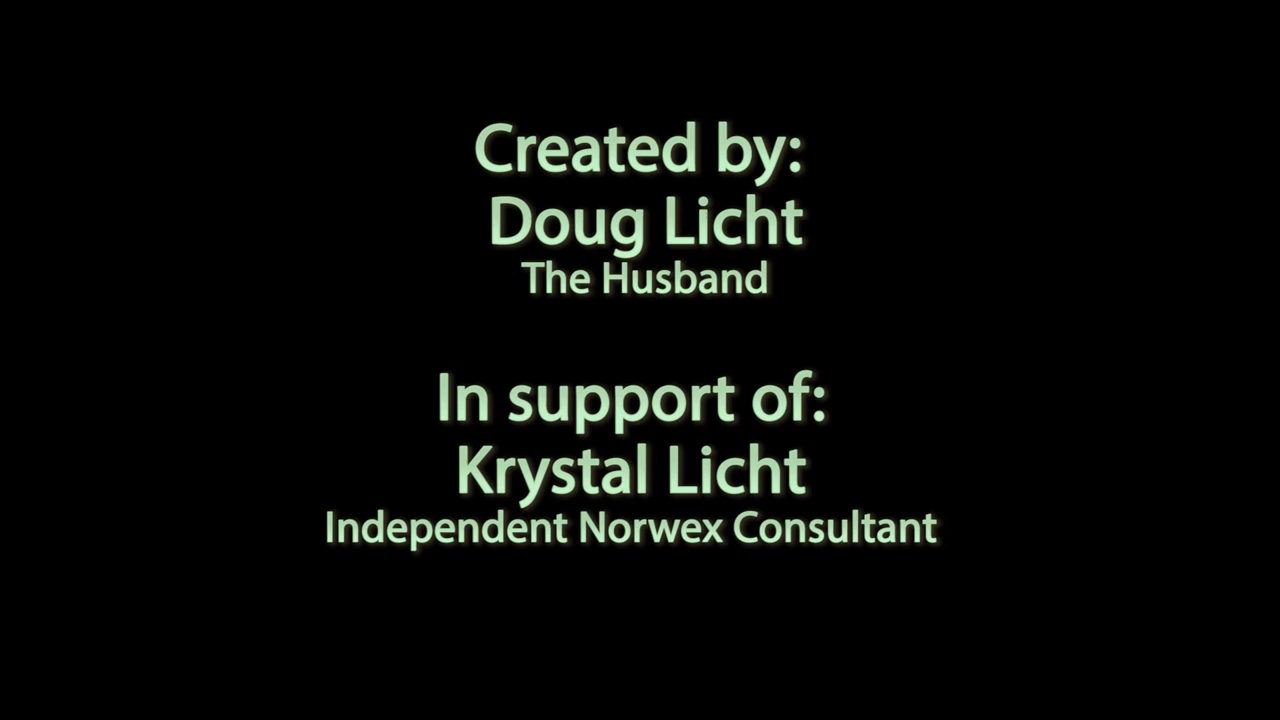 Created by:
Doug Licht
The Husband
In support of:
Krystal Licht
Independent Norwex Consultant